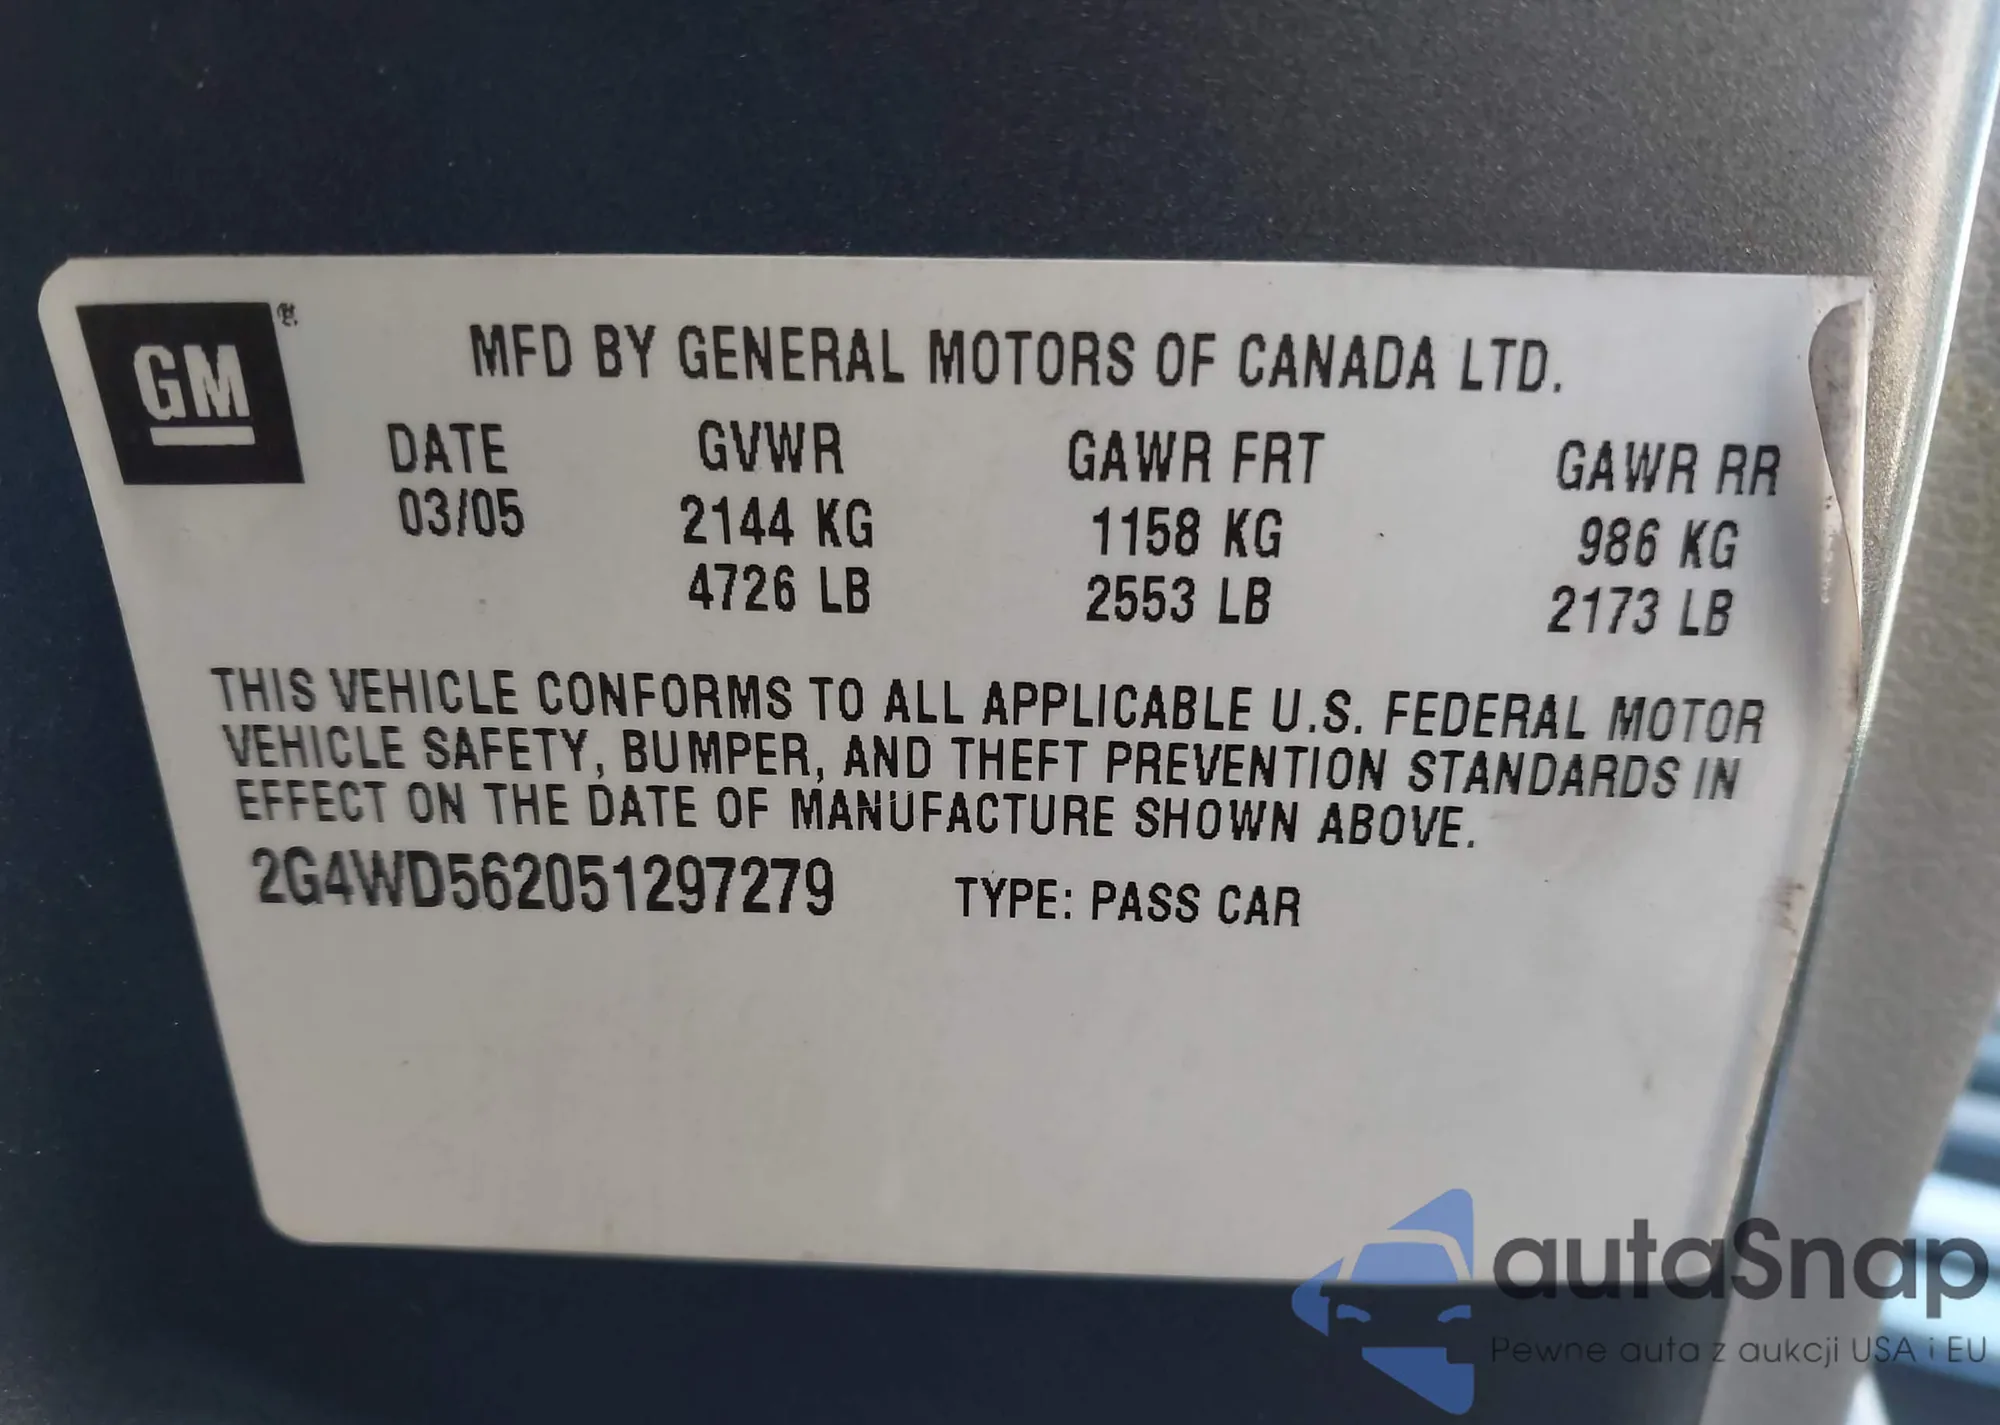 GM
MFD BY GENERAL MOTORS OF CANADA LTD.
DATE GVWR GAWR FRT GAWR RR
03/05 2144 KG 1158 KG 986 KG
4726 LB 2553 LB 2173 LB
THIS VEHICLE CONFORMS TO ALL APPLICABLE U.S. FEDERAL MOTOR
VEHICLE SAFETY, BUMPER, AND THEFT PREVENTION STANDARDS IN
EFFECT ON THE DATE OF MANUFACTURE SHOWN ABOVE.
2G4WD562051297279 TYPE: PASS CAR
autaSnap
Pewne auta z aukcji USA i EU